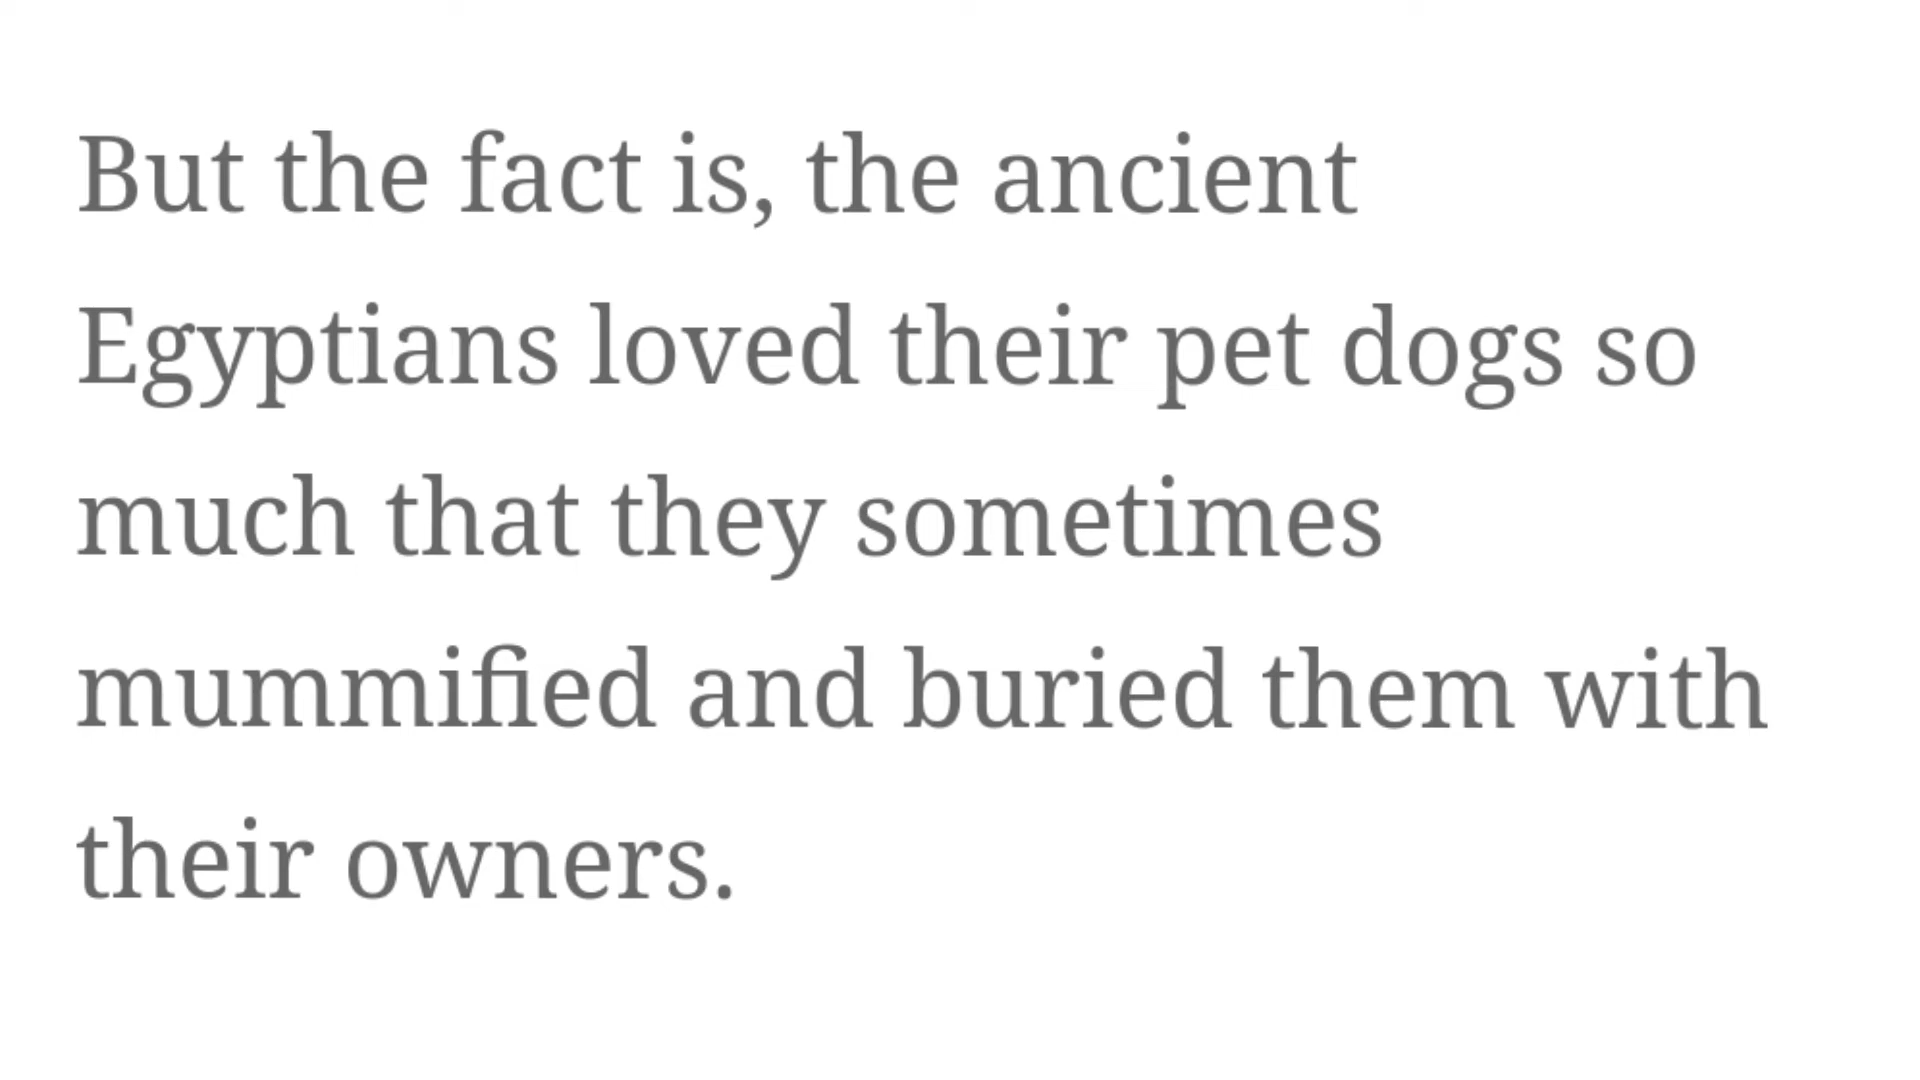 But the fact is, the ancient
Egyptians loved their pet dogs so
much that they sometimes
mummified and buried them with
their owners.